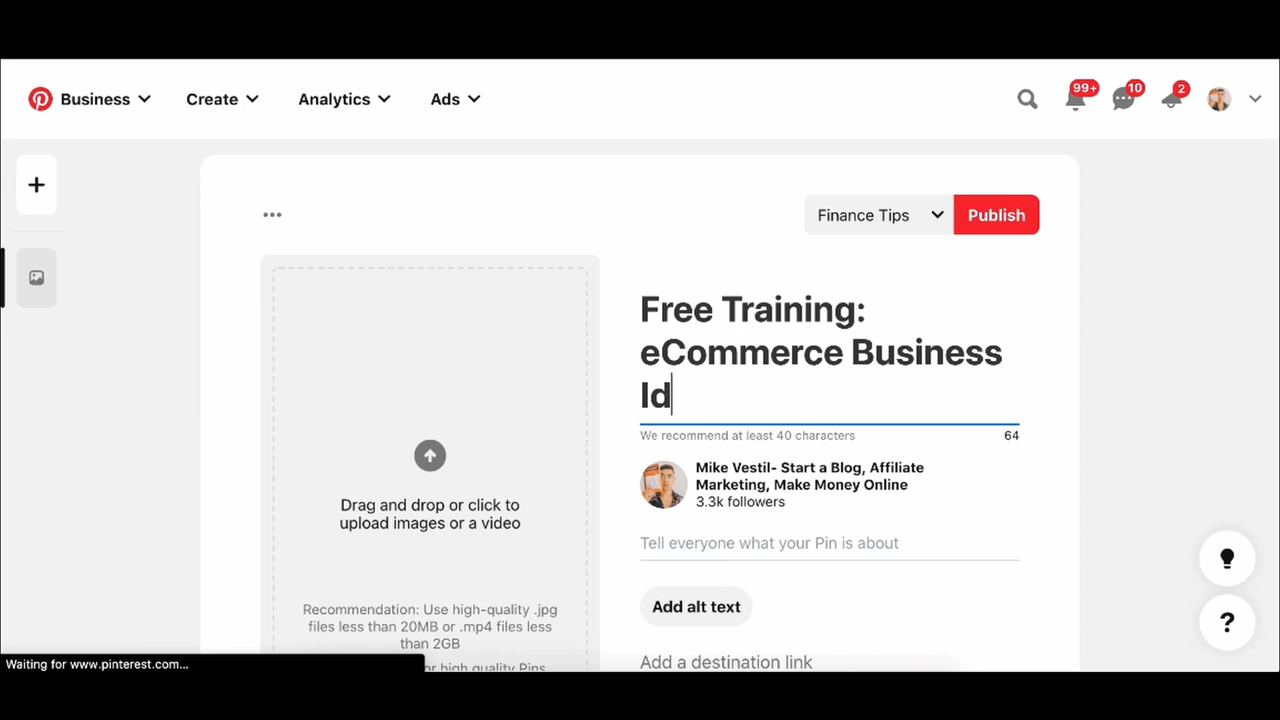 Business Create Analytics Ads 99+ 10 2
Finance Tips Publish
Free Training:
eCommerce Business
Id
We recommend at least 40 characters 64
Mike Vestil- Start a Blog, Affiliate
Marketing, Make Money Online
3.3k followers
Tell everyone what your Pin is about
Add alt text
Add a destination link
Drag and drop or click to
upload images or a video
Recommendation: Use high-quality .jpg
files less than 20MB or .mp4 files less
than 2GB
or high quality Pins
?
Waiting for www.pinterest.com...